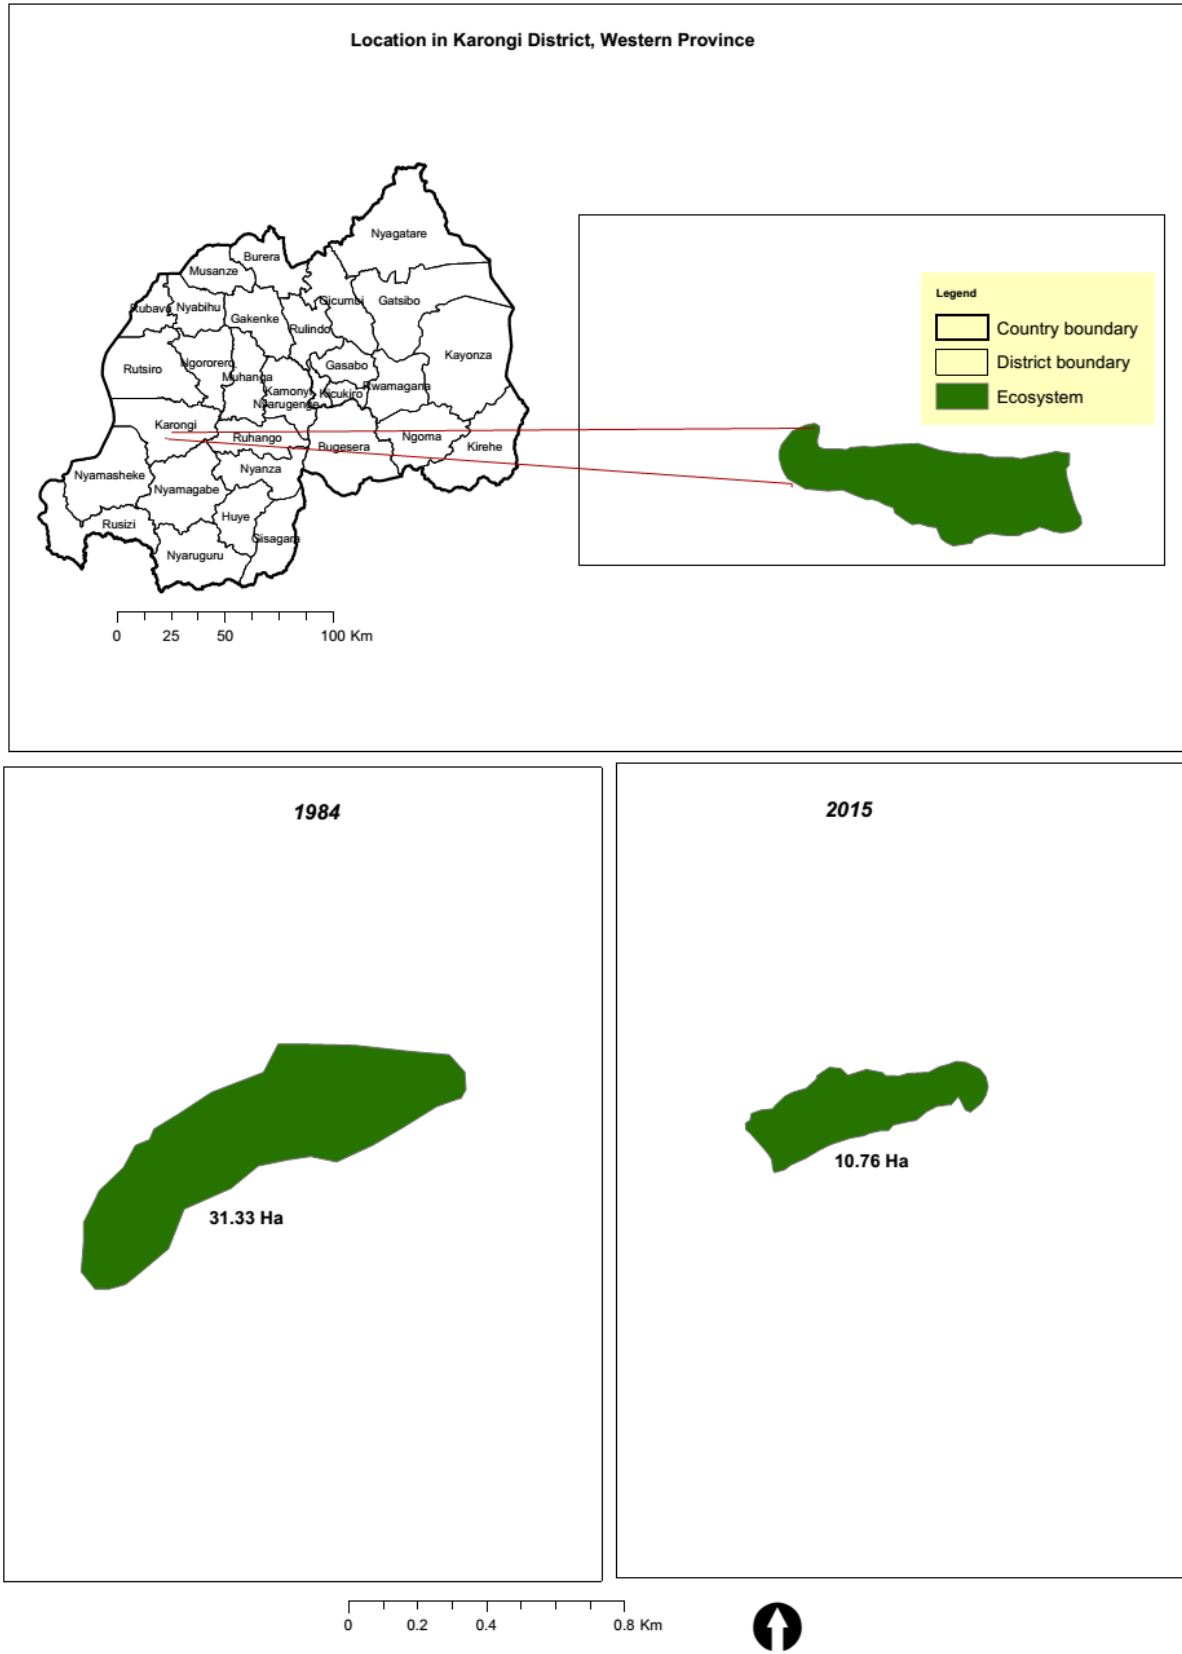 Location in Karongi District, Western Province
Nyagatare
Burera
Musanze
Rubavu
Nyabihu
Gicumbi
Gatsibo
Gakenke
Rulindo
Kayonza
Rutsiro
Ngororero
Gasabo
Muhanga
Kamonyi
Kicukiro
Rwamagana
Nyarugenge
Karongi
Ruhango
Bugesera
Ngoma
Kirehe
Nyamasheke
Nyanza
Nyamagabe
Rusizi
Huye
Gisagara
Nyaruguru
0 25 50 100 Km
Legend
Country boundary
District boundary
Ecosystem
1984
31.33 Ha
2015
10.76 Ha
0 0.2 0.4 0.8 Km